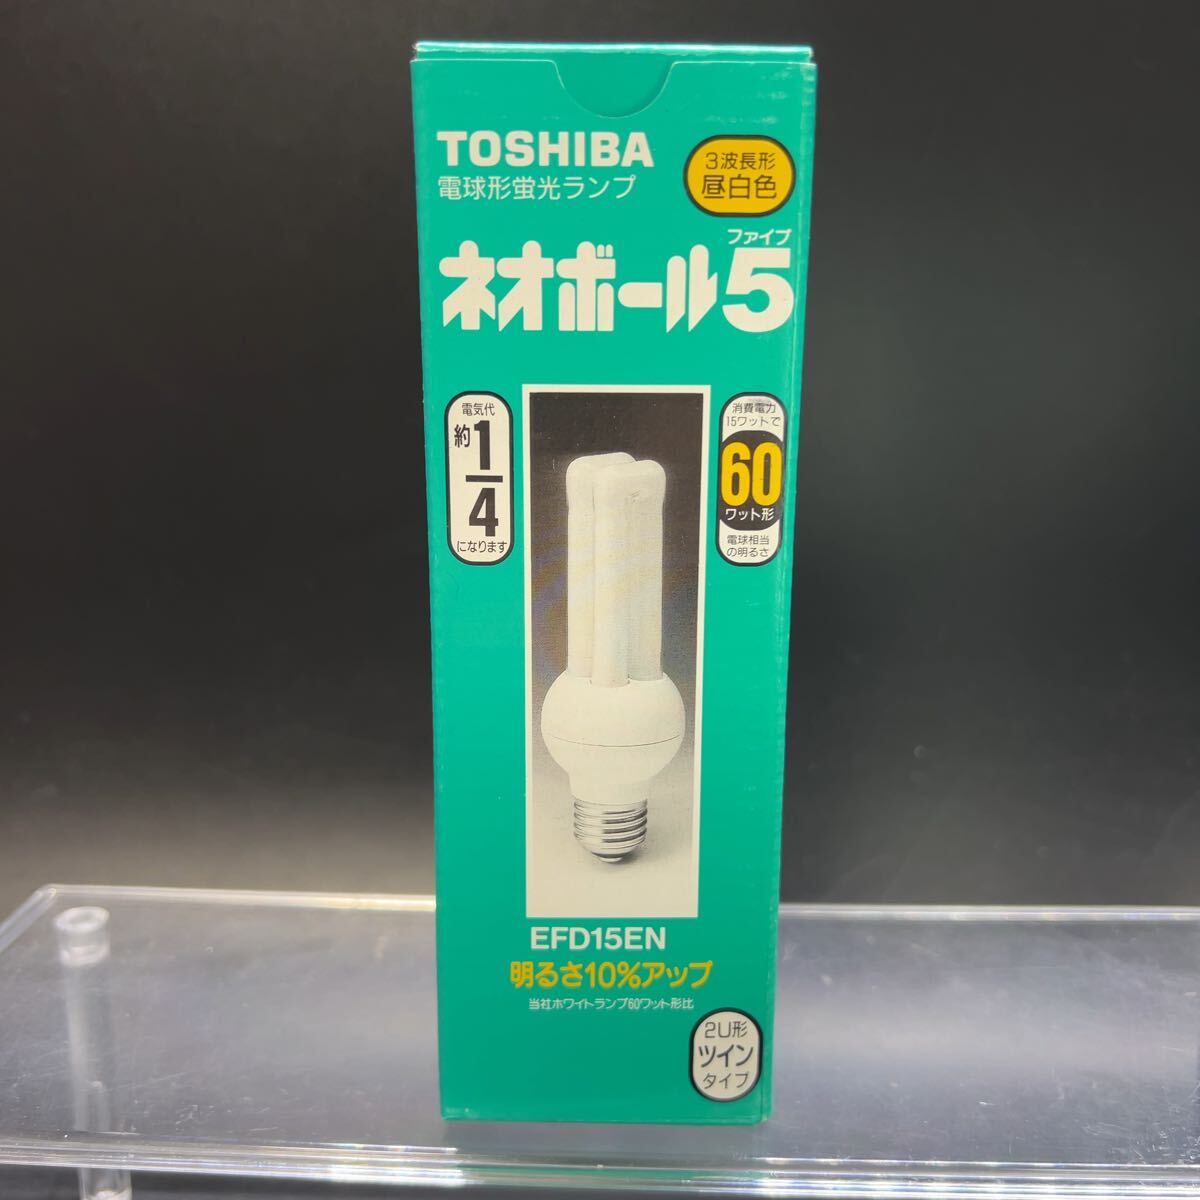 TOSHIBA
電球形蛍光ランプ
3波長形
昼白色
ファイブ
ネオボール5
電気代
約1/4
になります
消費電力
15ワットで
60
ワット形
電球相当
の明るさ
EFD15EN
明るさ10%アップ
当社ホワイトランプ60ワット形比
2U形
ツイン
タイプ